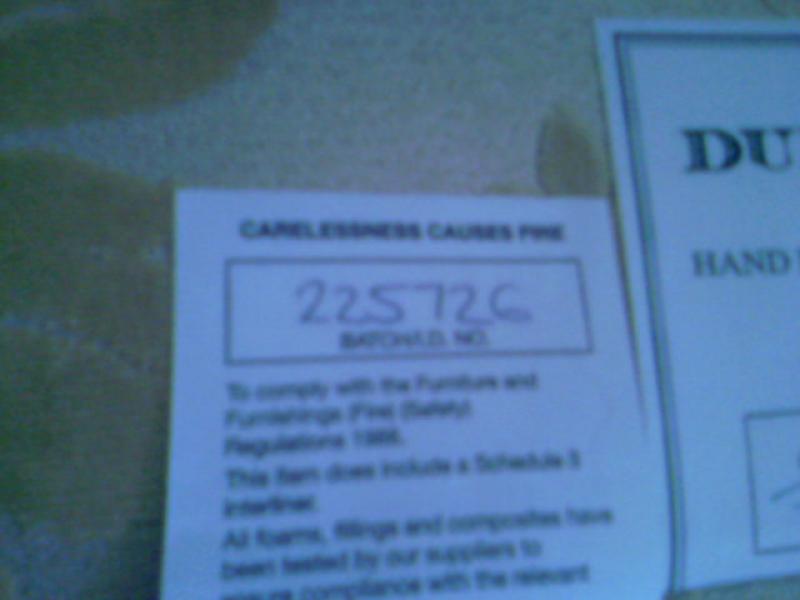 CARELESSNESS CAUSES FIRE
225726
BATCH/I.D. NO.
To comply with the Furniture and
Furnishings (Fire) (Safety)
Regulations 1988.
This item does include a Schedule 3
interliner.
All foams, fillings and composites have
been tested by our suppliers to
ensure compliance with the relevant
DU
HAND